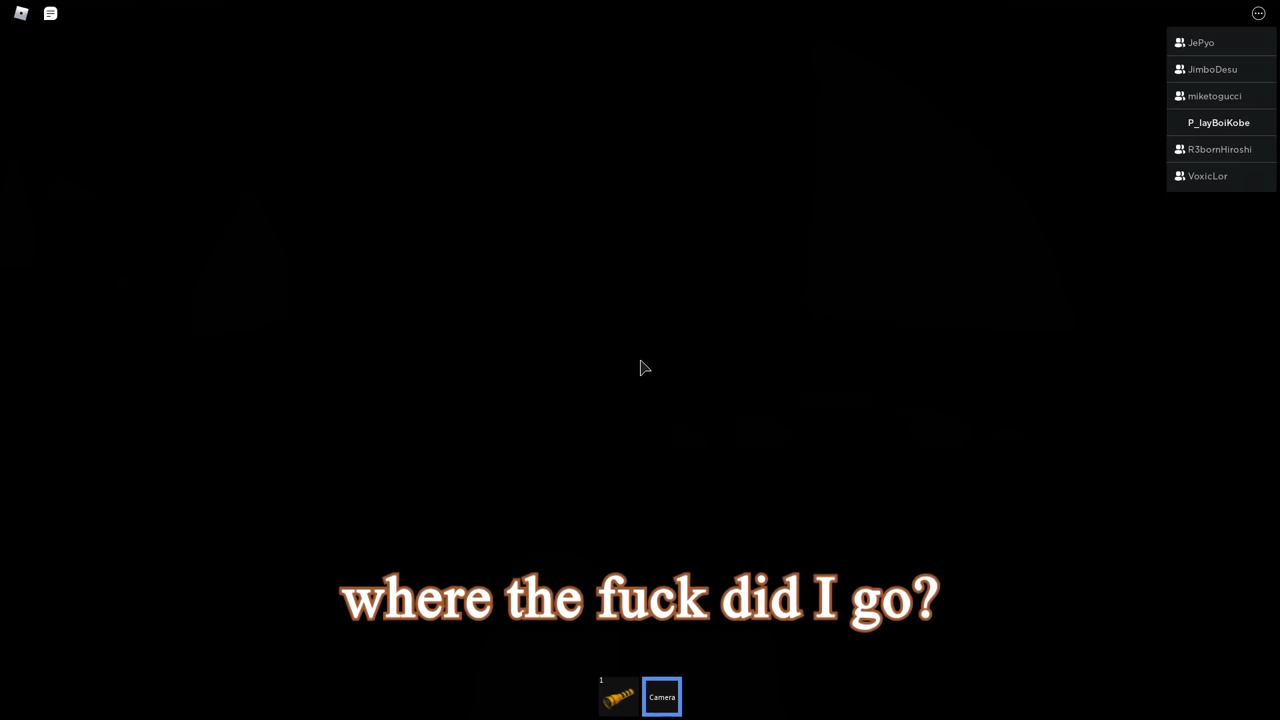 JePyo
JimboDesu
miketogucci
P_layBoiKobe
R3bornHiroshi
VoxicLor
where the fuck did I go?
1
Camera